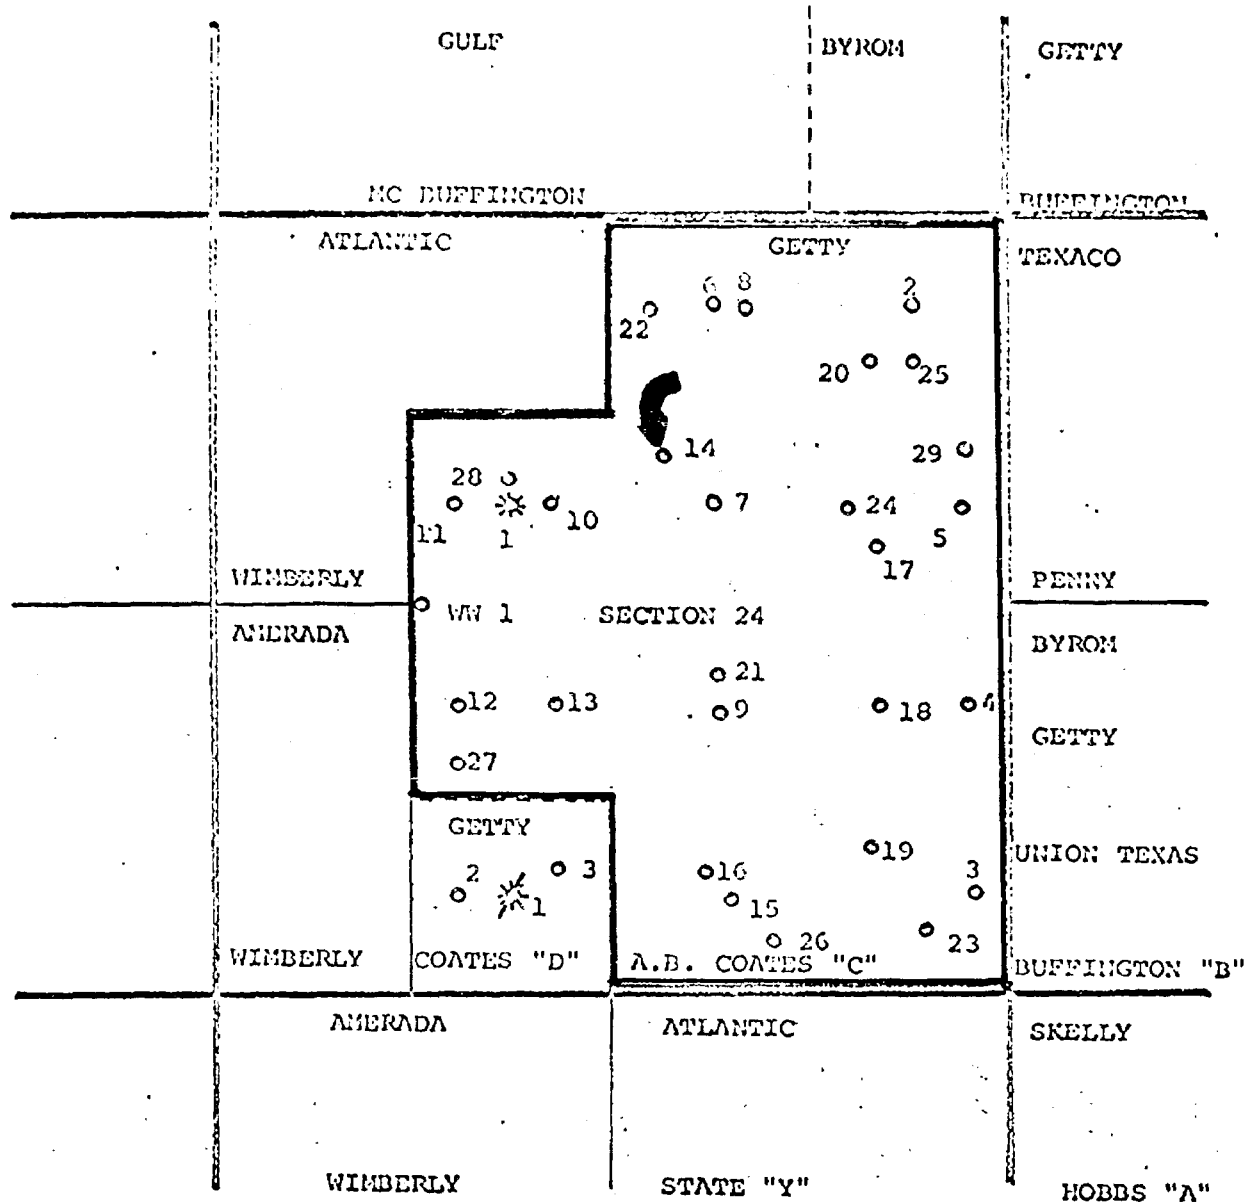 GULF BYROM GETTY
MC BUFFINGTON BUFFINGTON
ATLANTIC GETTY TEXACO
6 8 2
22
20 25
14 29
28
7 24
11 1 10 5
17
WIMBERLY PENNY
WW 1 SECTION 24
AMERADA BYROM
21
12 13 9 18 4
GETTY
27
GETTY
19 UNION TEXAS
2 3 16 3
1 15
26 23
WIMBERLY COATES "D" A.B. COATES "C" BUFFINGTON "B"
AMERADA ATLANTIC SKELLY
WIMBERLY STATE "Y" HOBBS "A"